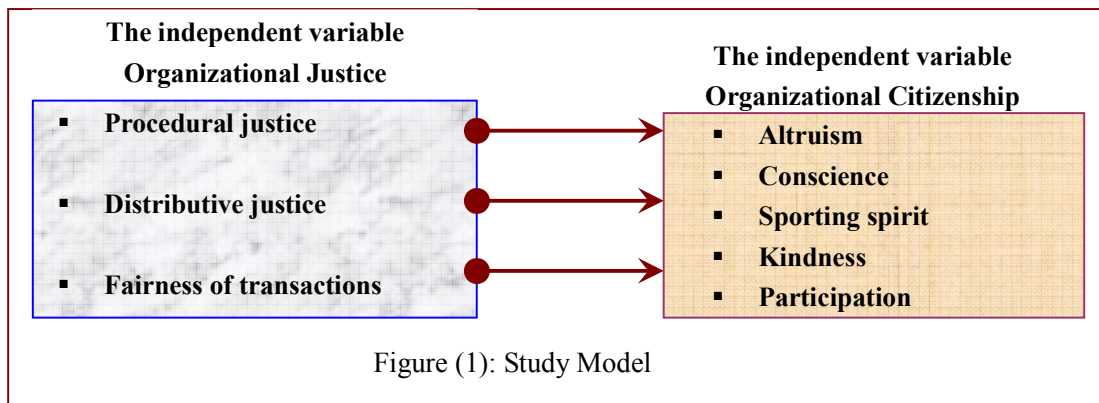 The independent variable
Organizational Justice
▪ Procedural justice
▪ Distributive justice
▪ Fairness of transactions
The independent variable
Organizational Citizenship
▪ Altruism
▪ Conscience
▪ Sporting spirit
▪ Kindness
▪ Participation
Figure (1): Study Model